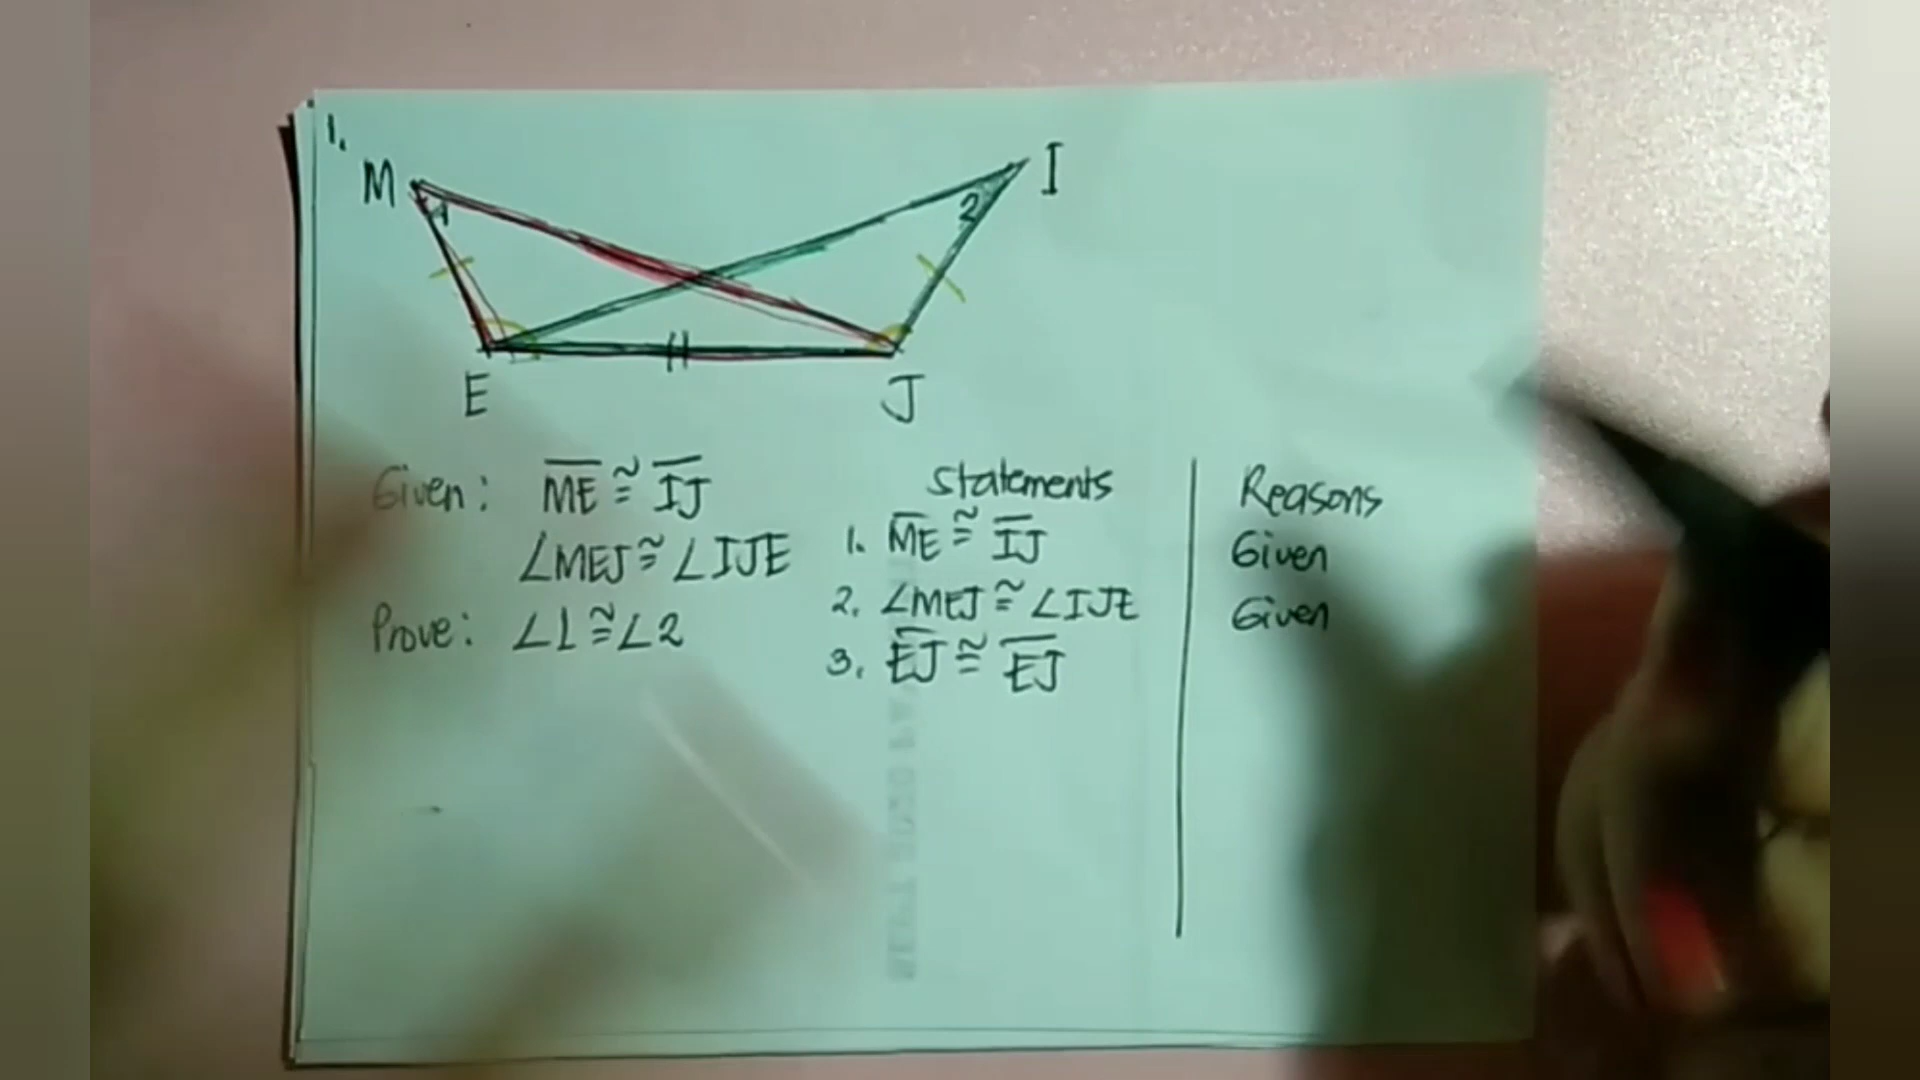 1.
M
I
1
2
E
J
Given: ME ≅ IJ
∠MEJ ≅ ∠IJE
Prove: ∠1 ≅ ∠2
Statements
Reasons
1. ME ≅ IJ
Given
2. ∠MEJ ≅ ∠IJE
Given
3. EJ ≅ EJ